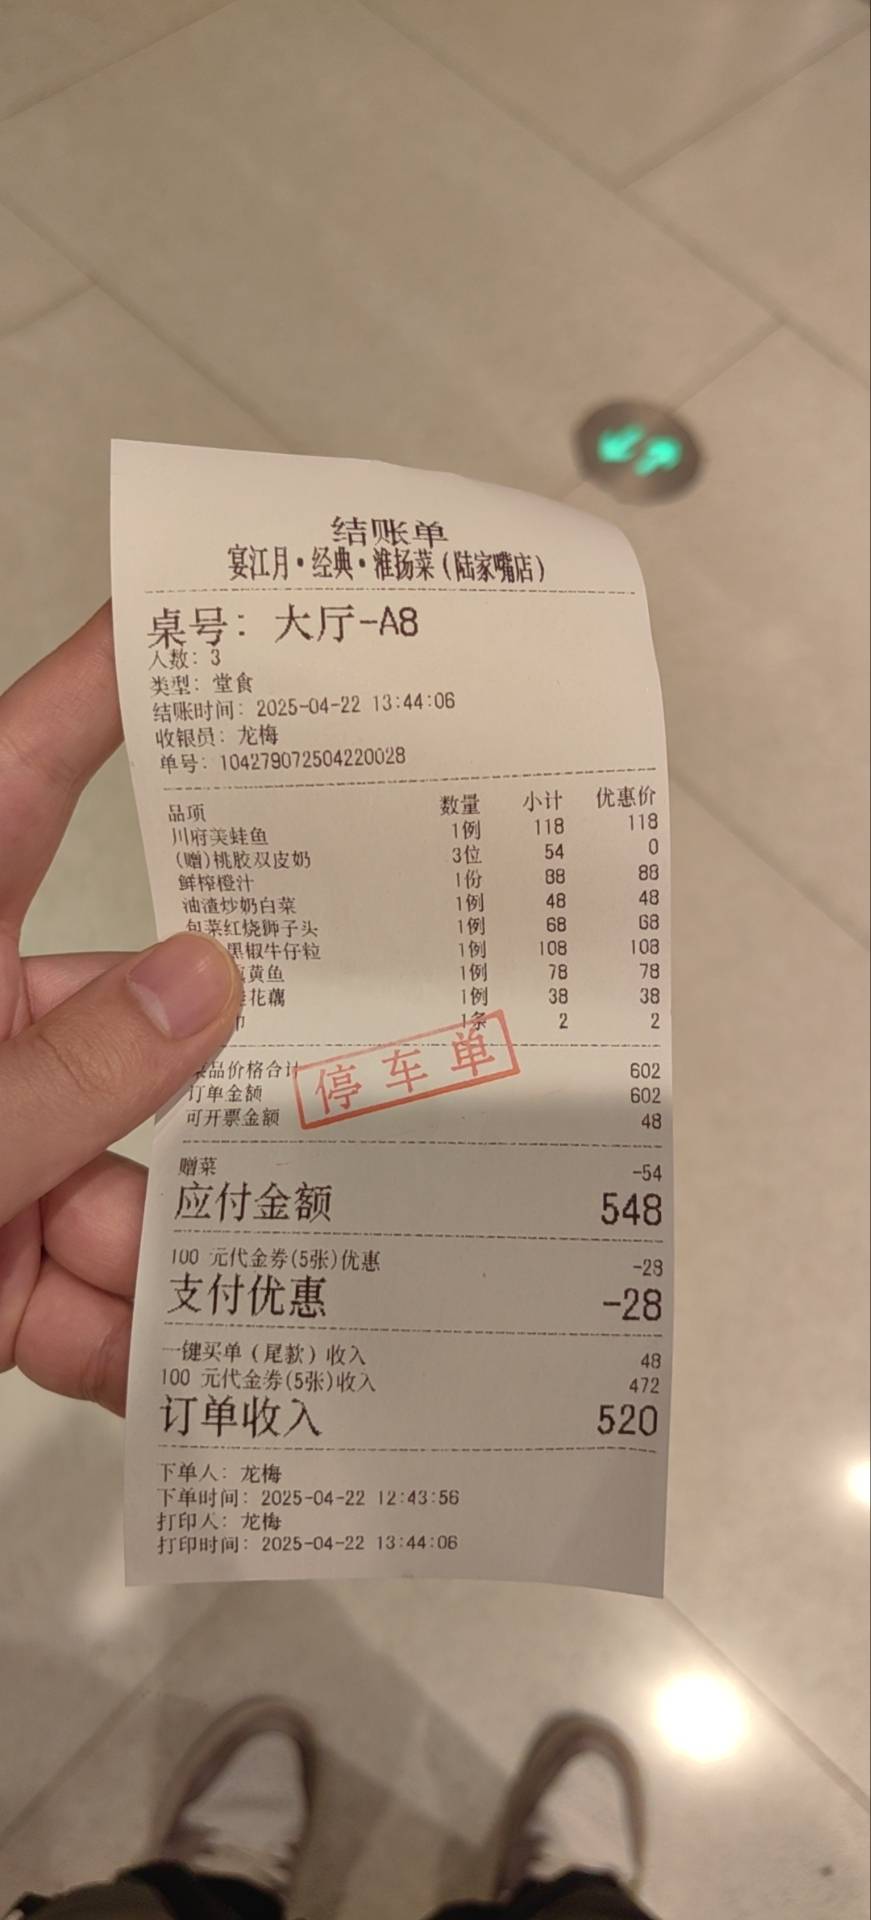 结账单
宴江月·经典·淮扬菜(陆家嘴店)
桌号: 大厅-A8
人数: 3
类型: 堂食
结账时间: 2025-04-22 13:44:06
收银员: 龙梅
单号: 104279072504220028
品项 数量 小计 优惠价
川府美蛙鱼 1例 118 118
(赠)桃胶双皮奶 3位 54 0
鲜榨橙汁 1份 88 88
油渣炒奶白菜 1例 48 48
包菜红烧狮子头 1例 68 68
黑椒牛仔粒 1例 108 108
黄鱼 1例 78 78
花藕 1例 38 38
1条 2 2
停车单
菜品价格合计 602
订单金额 602
可开票金额 48
赠菜 -54
应付金额 548
100 元代金券(5张)优惠 -28
支付优惠 -28
一键买单(尾款)收入 48
100 元代金券(5张)收入 472
订单收入 520
下单人: 龙梅
下单时间: 2025-04-22 12:43:56
打印人: 龙梅
打印时间: 2025-04-22 13:44:06